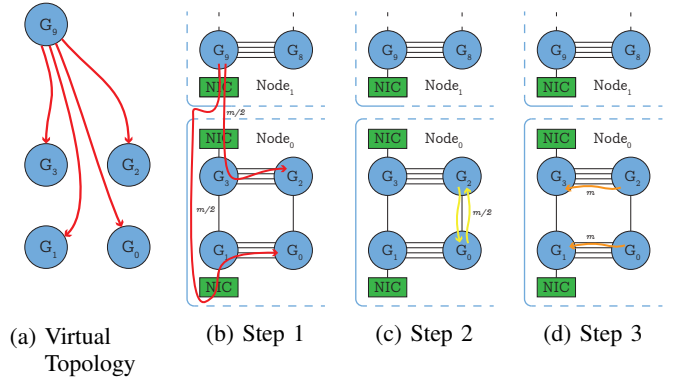 G9
G3
G2
G1
G0
(a) Virtual
Topology
G9
G8
NIC
Node1
m/2
NIC
Node0
G3
G2
m/2
G1
G0
NIC
(b) Step 1
G9
G8
NIC
Node1
NIC
Node0
G3
G2
m/2
G1
G0
NIC
(c) Step 2
G9
G8
NIC
Node1
NIC
Node0
G3
G2
m
m
G1
G0
NIC
(d) Step 3